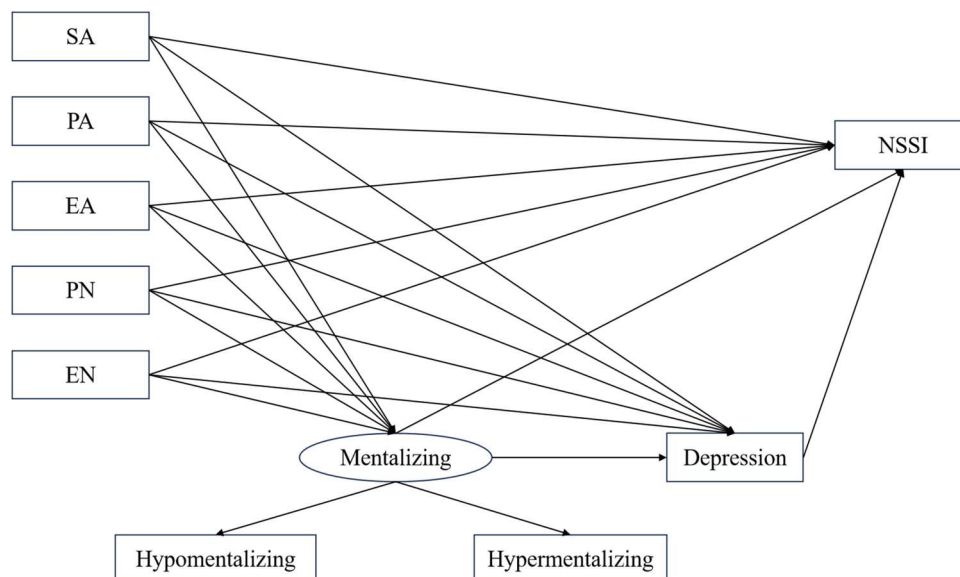 SA
PA
NSSI
EA
PN
EN
Mentalizing
Depression
Hypomentalizing
Hypermentalizing